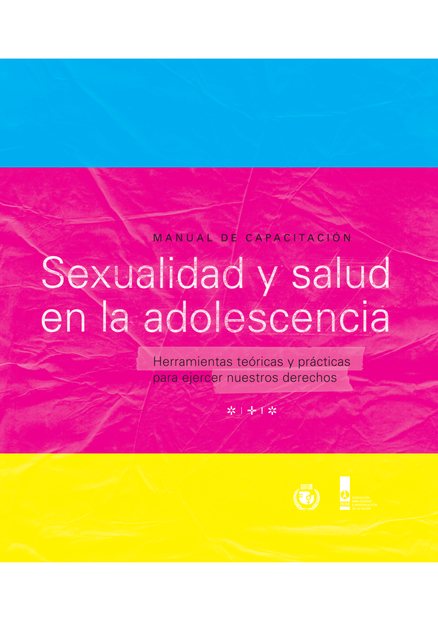 MANUAL DE CAPACITACIÓN
Sexualidad y salud
en la adolescencia
Herramientas teóricas y prácticas
para ejercer nuestros derechos